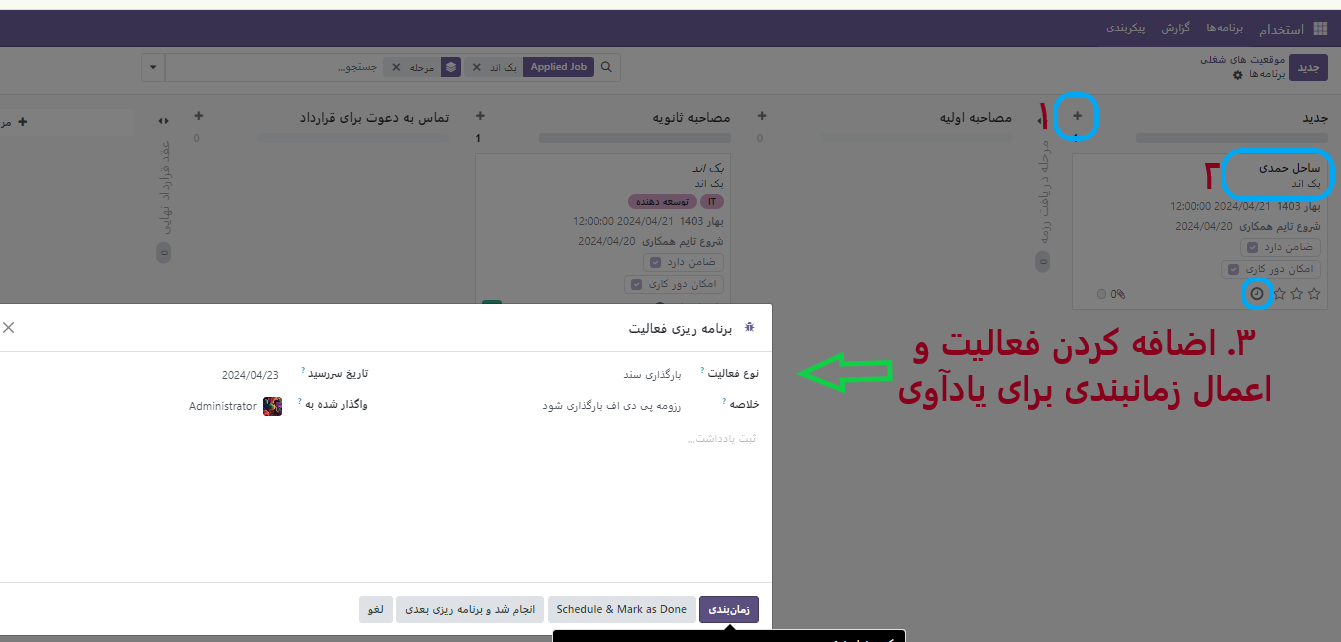 استخدام برنامه‌ها گزارش پیکربندی
جدید
موقعیت های شغلی
برنامه‌ها
Applied Job بک اند
مرحله
جستجو...
جدید
۱
مرحله دریافت رزمه
0
مصاحبه اولیه
0
مصاحبه ثانویه
1
تماس به دعوت برای قرارداد
0
عقد قرارداد نهایی
0
ساحل حمدی
بک اند
۲
بهار 1403 2024/04/21 12:00:00
شروع تایم همکاری 2024/04/20
ضامن دارد
امکان دور کاری
0%
بک اند
بک اند
IT توسعه دهنده
بهار 1403 2024/04/21 12:00:00
شروع تایم همکاری 2024/04/20
ضامن دارد
امکان دور کاری
۳. اضافه کردن فعالیت و
اعمال زمانبندی برای یادآوی
برنامه ریزی فعالیت
نوع فعالیت ? بارگذاری سند
خلاصه ? رزومه پی دی اف بارگذاری شود
تاریخ سررسید ? 2024/04/23
واگذار شده به ? Administrator
ثبت یادداشت...
زمان‌بندی
Schedule & Mark as Done
انجام شد و برنامه ریزی بعدی
لغو